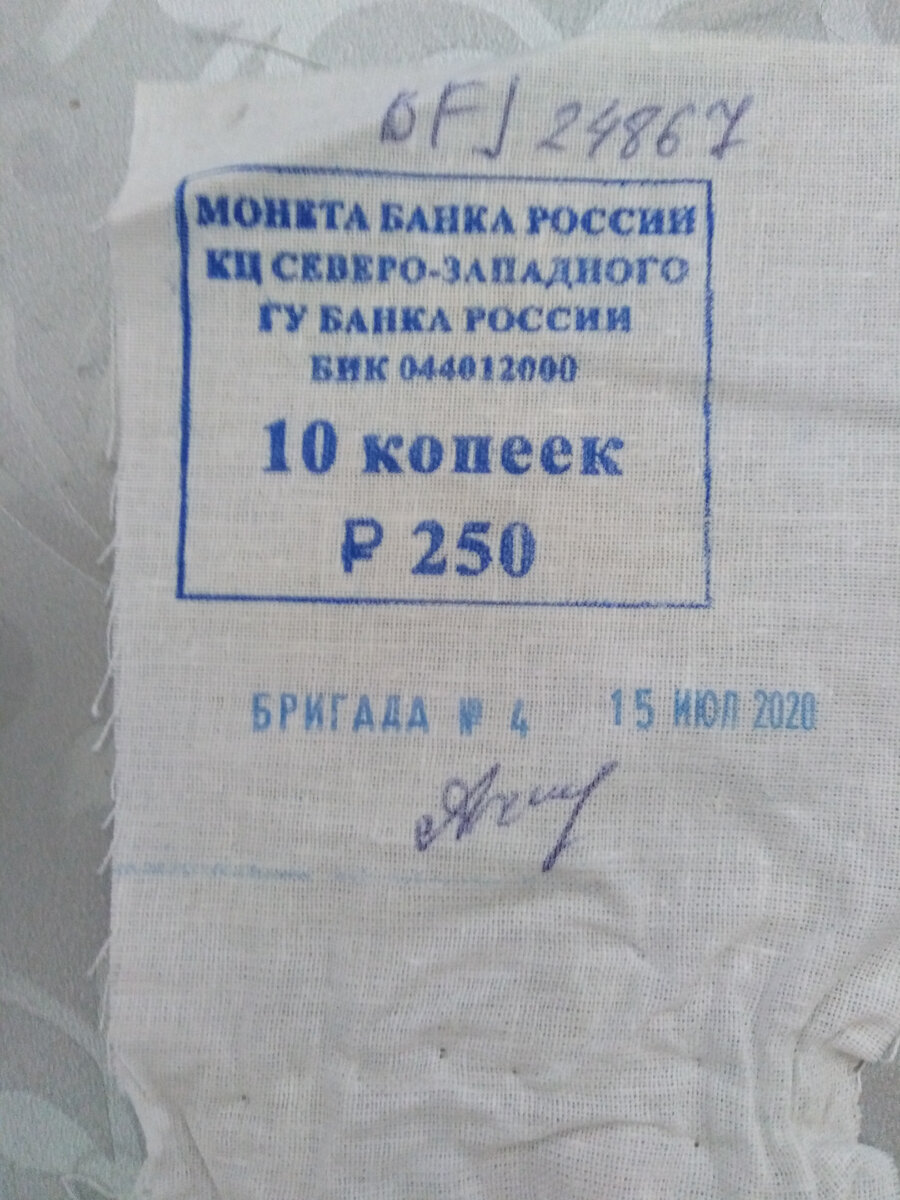 24867
МОНЕТА БАНКА РОССИИ
КЦ СЕВЕРО-ЗАПАДНОГО
ГУ БАНКА РОССИИ
БИК 044012000
10 копеек
₽ 250
БРИГАДА № 4 15 ИЮЛ 2020